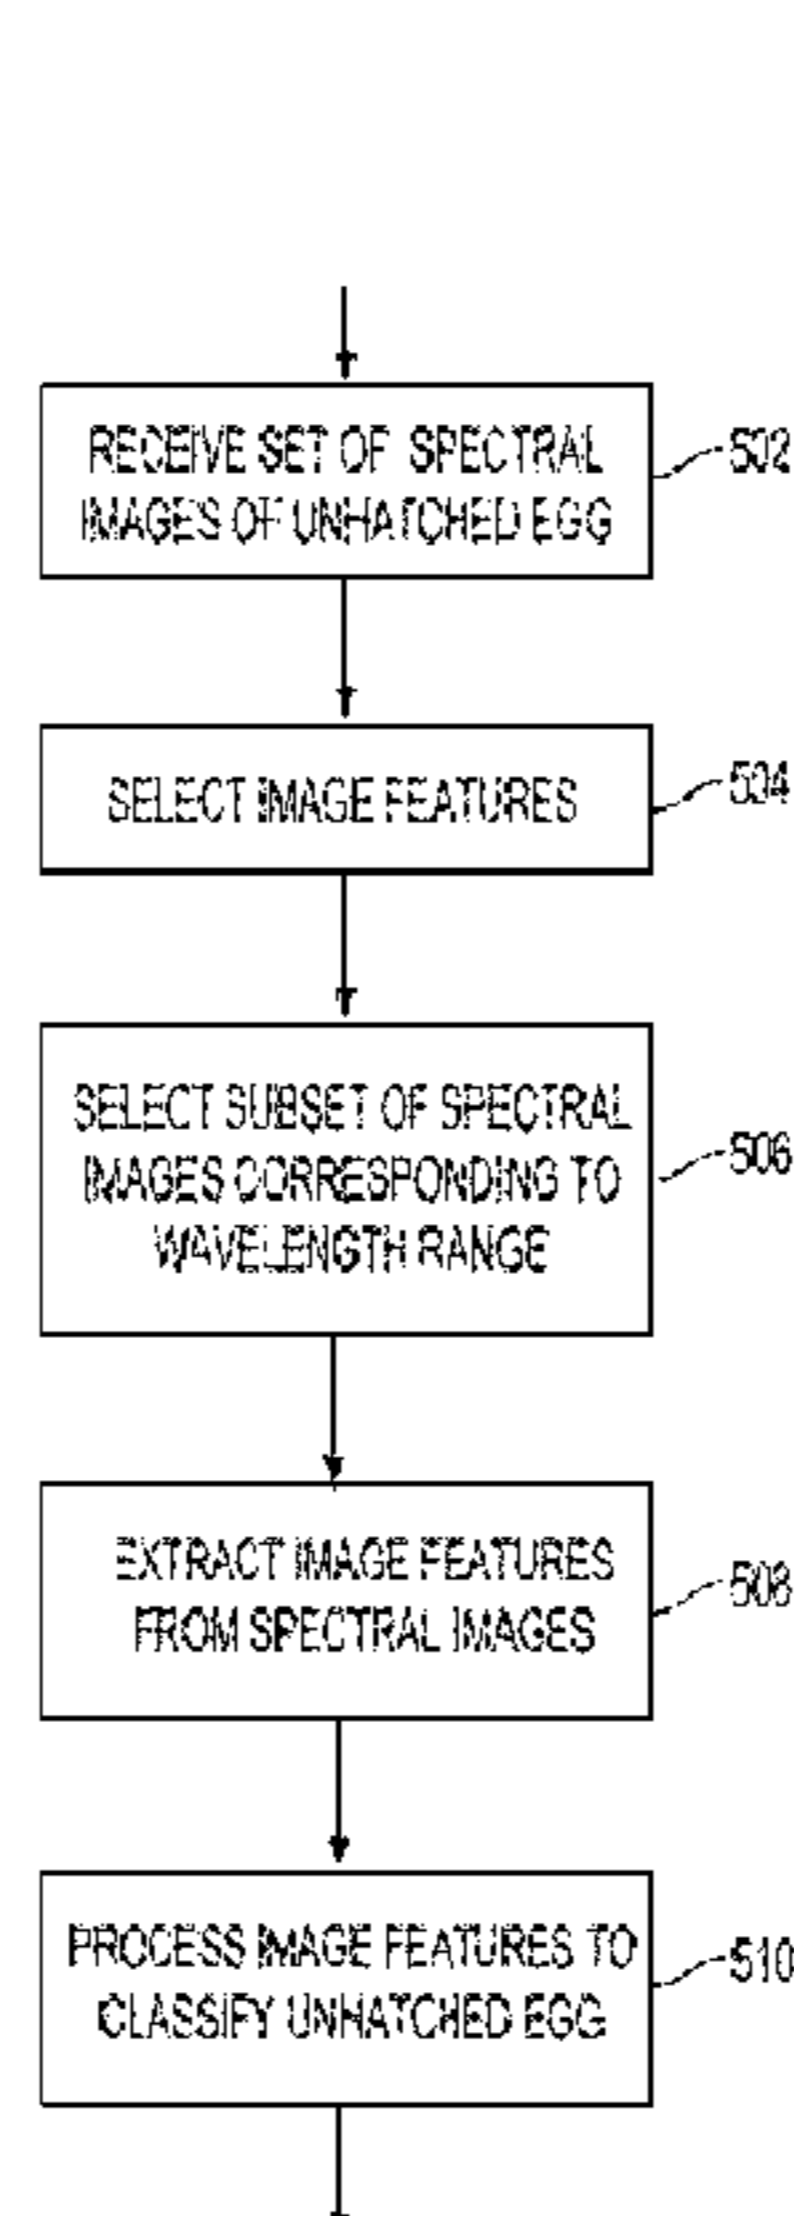 RECEIVE SET OF SPECTRAL
IMAGES OF UNHATCHED EGG
502
SELECT IMAGE FEATURES
504
SELECT SUBSET OF SPECTRAL
IMAGES CORRESPONDING TO
WAVELENGTH RANGE
506
EXTRACT IMAGE FEATURES
FROM SPECTRAL IMAGES
508
PROCESS IMAGE FEATURES TO
CLASSIFY UNHATCHED EGG
510